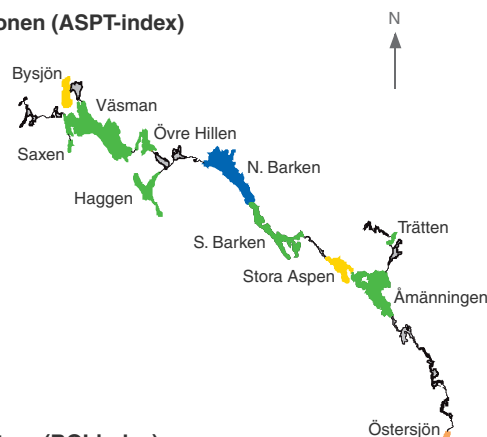 onen (ASPT-index)
N
Bysjön
Väsman
Övre Hillen
Saxen
N. Barken
Haggen
Trätten
S. Barken
Stora Aspen
Åmänningen
Östersjön